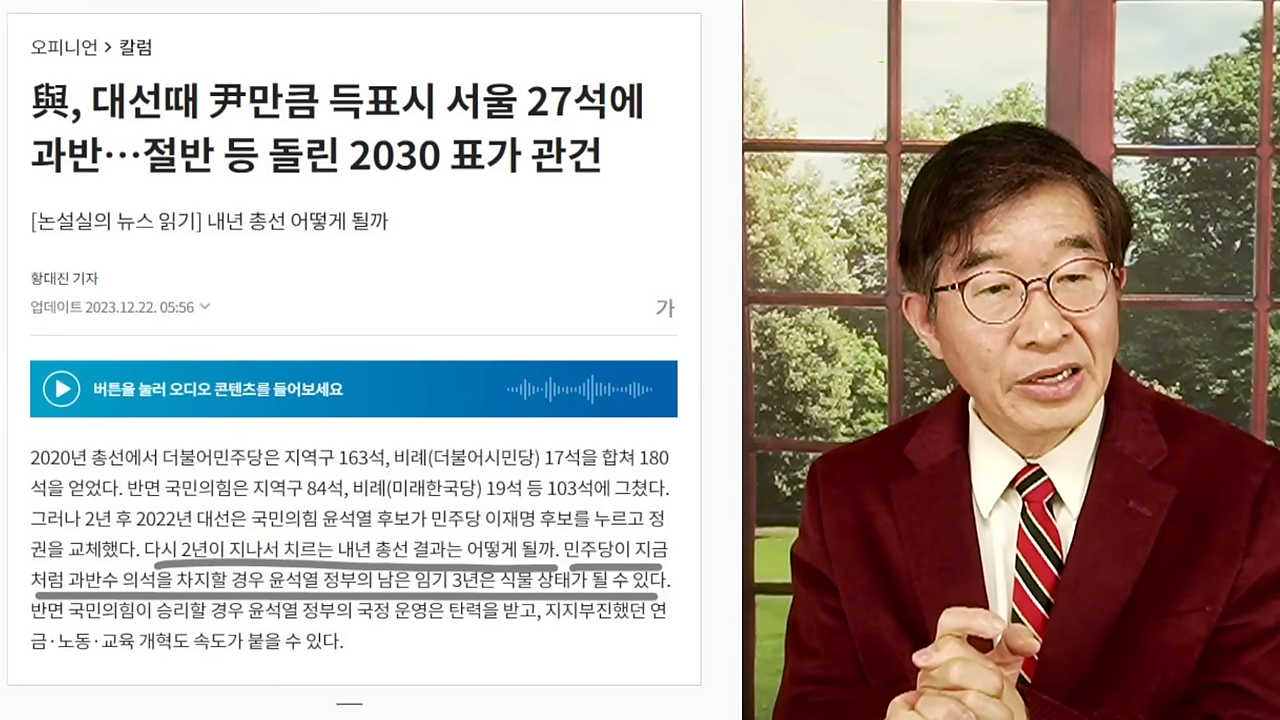 오피니언 > 칼럼
與, 대선때 尹만큼 득표시 서울 27석에
과반…절반 등 돌린 2030 표가 관건
[논설실의 뉴스 읽기] 내년 총선 어떻게 될까
황대진 기자
업데이트 2023.12.22. 05:56
가
버튼을 눌러 오디오 콘텐츠를 들어보세요
2020년 총선에서 더불어민주당은 지역구 163석, 비례(더불어시민당) 17석을 합쳐 180
석을 얻었다. 반면 국민의힘은 지역구 84석, 비례(미래한국당) 19석 등 103석에 그쳤다.
그러나 2년 후 2022년 대선은 국민의힘 윤석열 후보가 민주당 이재명 후보를 누르고 정
권을 교체했다. 다시 2년이 지나서 치르는 내년 총선 결과는 어떻게 될까. 민주당이 지금
처럼 과반수 의석을 차지할 경우 윤석열 정부의 남은 임기 3년은 식물 상태가 될 수 있다.
반면 국민의힘이 승리할 경우 윤석열 정부의 국정 운영은 탄력을 받고, 지지부진했던 연
금·노동·교육 개혁도 속도가 붙을 수 있다.